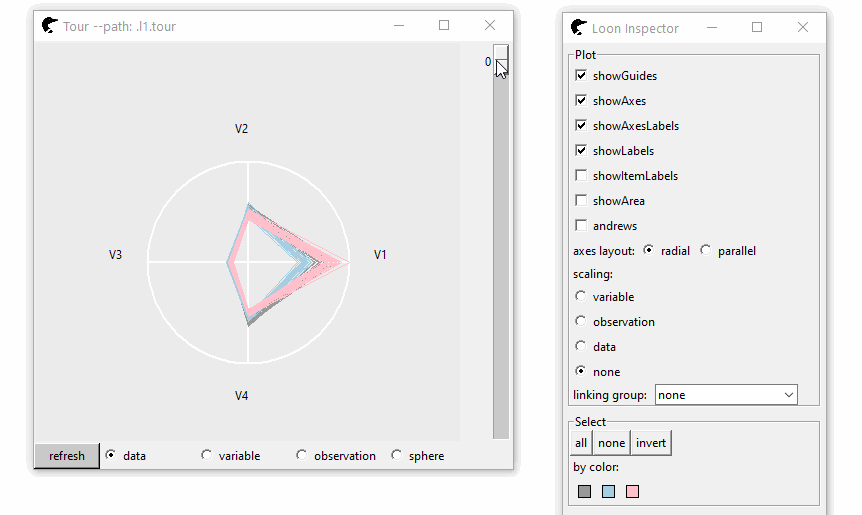 Tour --path: .l1.tour
0
V2
V3
V1
V4
refresh
data
variable
observation
sphere
Loon Inspector
Plot
showGuides
showAxes
showAxesLabels
showLabels
showItemLabels
showArea
andrews
axes layout: radial parallel
scaling:
variable
observation
data
none
linking group: none
Select
all none invert
by color: